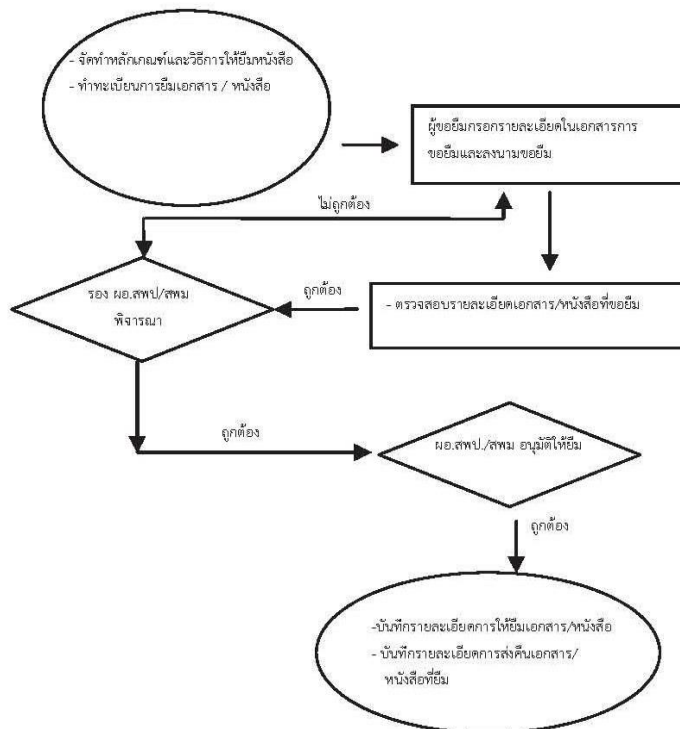 - จัดทำหลักเกณฑ์และวิธีการให้ยืมหนังสือ
- ทำทะเบียนการยืมเอกสาร / หนังสือ
ผู้ขอยืมกรอกรายละเอียดในเอกสารการ
ขอยืมและลงนามขอยืม
ไม่ถูกต้อง
รอง ผอ.สพป/สพม
พิจารณา
ถูกต้อง
- ตรวจสอบรายละเอียดเอกสาร/หนังสือที่ขอยืม
ถูกต้อง
ผอ.สพป./สพม อนุมัติให้ยืม
ถูกต้อง
-บันทึกรายละเอียดการให้ยืมเอกสาร/หนังสือ
- บันทึกรายละเอียดการส่งคืนเอกสาร/
หนังสือที่ยืม